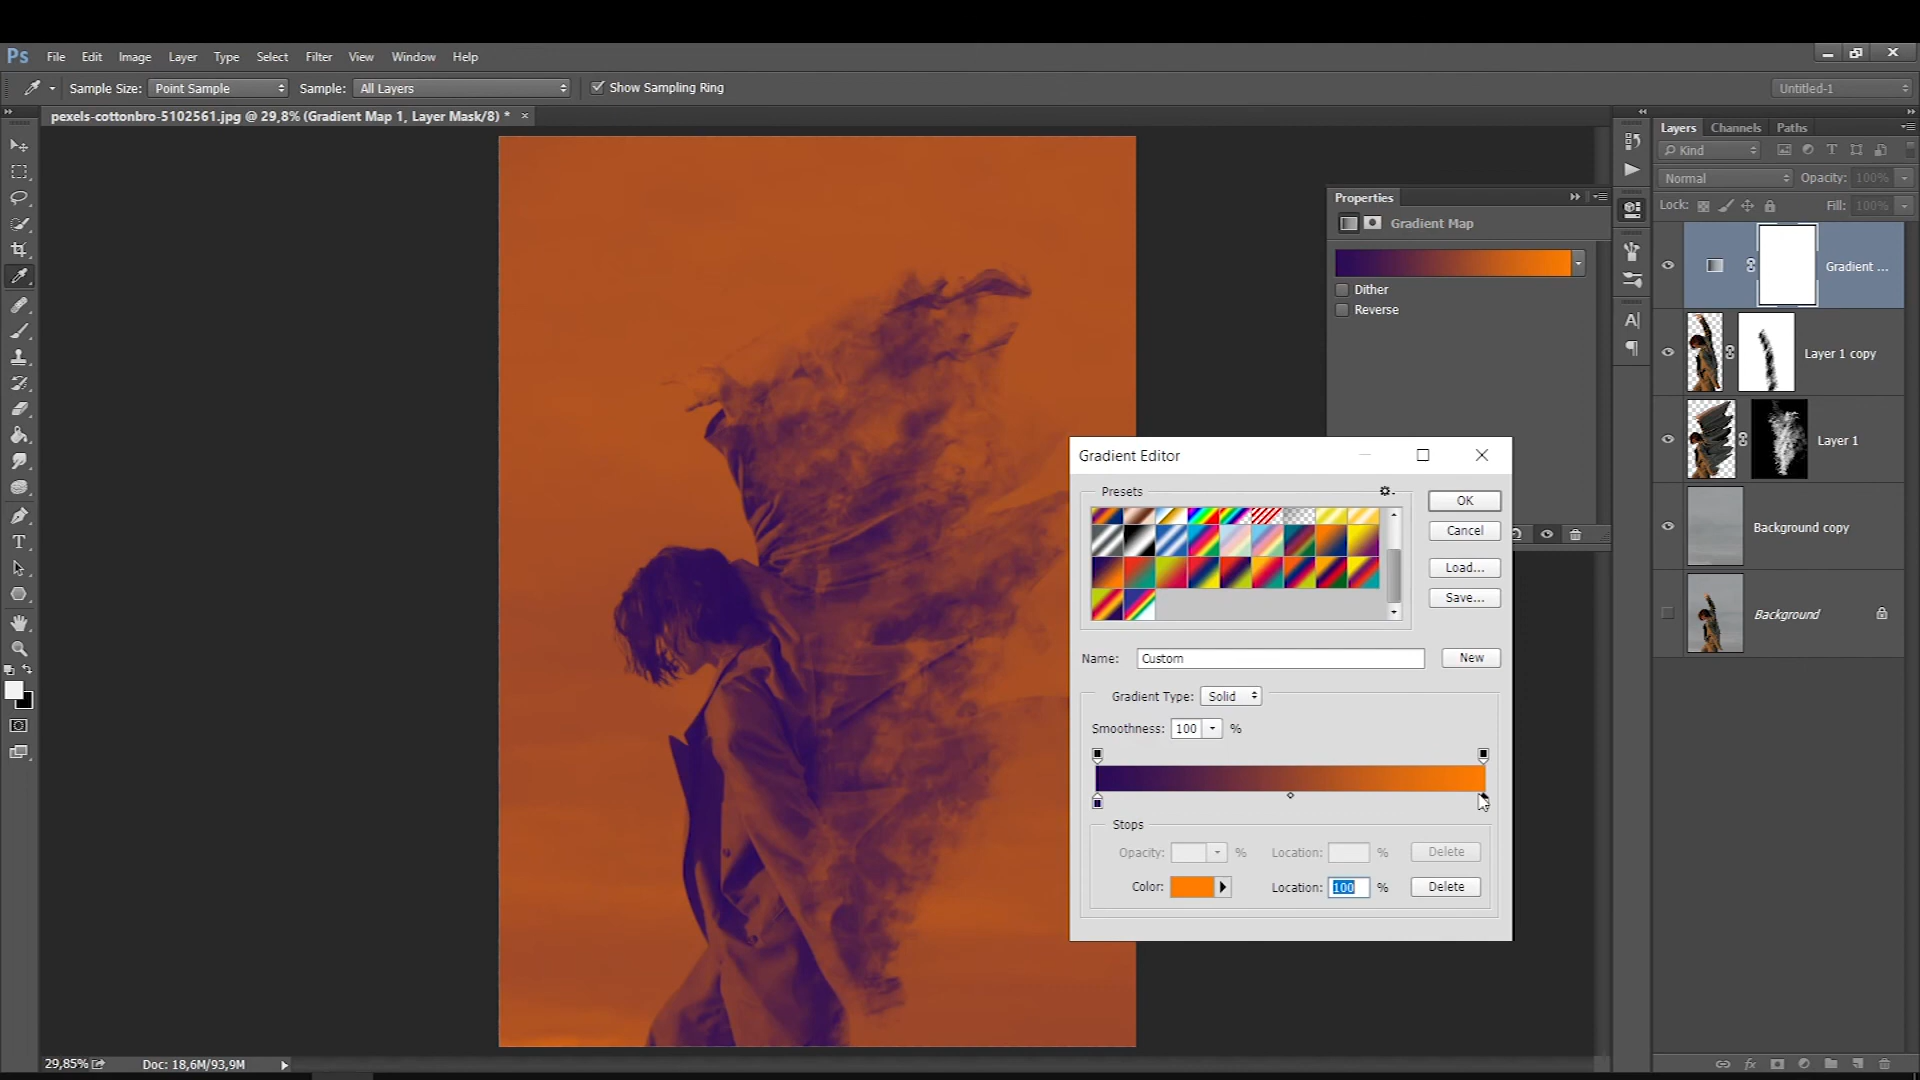 Ps File Edit Image Layer Type Select Filter View Window Help
Sample Size: Point Sample Sample: All Layers Show Sampling Ring Untitled-1
pexels-cottonbro-5102561.jpg @ 29,8% (Gradient Map 1, Layer Mask/8) * ×
Layers Channels Paths
Kind
Normal Opacity: 100%
Lock: Fill: 100%
Gradient ...
Layer 1 copy
Layer 1
Background copy
Background
Properties
Gradient Map
Dither
Reverse
Gradient Editor
Presets
OK
Cancel
Load...
Save...
Name: Custom New
Gradient Type: Solid
Smoothness: 100 %
Stops
Opacity: % Location: % Delete
Color: Location: 100 % Delete
29,85% Doc: 18,6M/93,9M